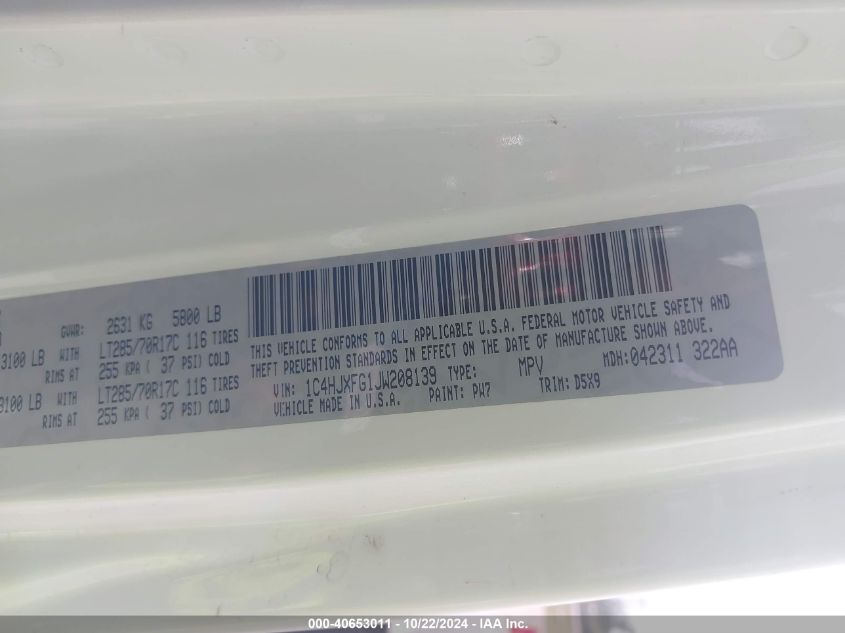 GVWR: 2631 KG 5800 LB
3100 LB WITH LT285/70R17C 116 TIRES
RIMS AT 255 KPA ( 37 PSI) COLD
3100 LB WITH LT285/70R17C 116 TIRES
RIMS AT 255 KPA ( 37 PSI) COLD
THIS VEHICLE CONFORMS TO ALL APPLICABLE U.S.A. FEDERAL MOTOR VEHICLE SAFETY AND
THEFT PREVENTION STANDARDS IN EFFECT ON THE DATE OF MANUFACTURE SHOWN ABOVE.
VIN: 1C4HJXFG1JW208139 TYPE: MPV MDH: 042311 322AA
VEHICLE MADE IN U.S.A. PAINT: PW7 TRIM: D5X9
000-40653011 - 10/22/2024 - IAA Inc.